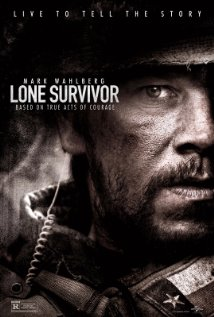 LIVE TO TELL THE STORY
MARK WAHLBERG
LONE SURVIVOR
BASED ON TRUE ACTS OF COURAGE
R